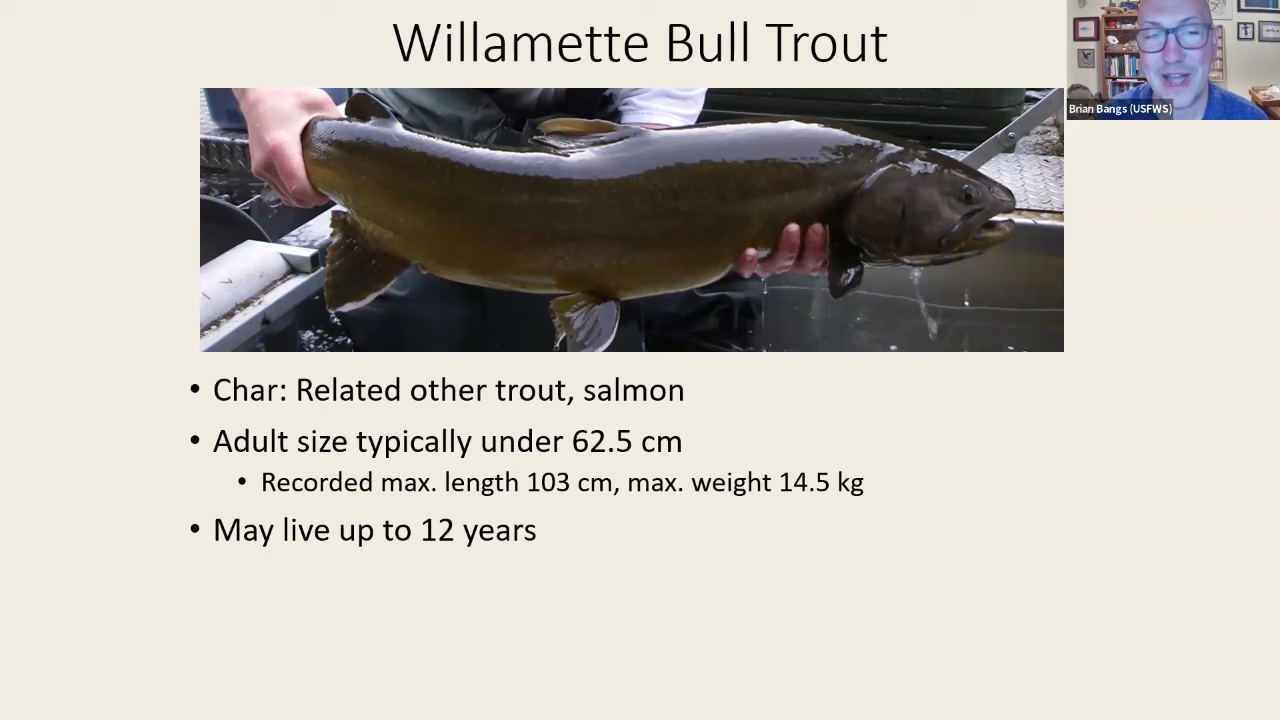 Willamette Bull Trout
Brian Bangs (USFWS)
• Char: Related other trout, salmon
• Adult size typically under 62.5 cm
• Recorded max. length 103 cm, max. weight 14.5 kg
• May live up to 12 years